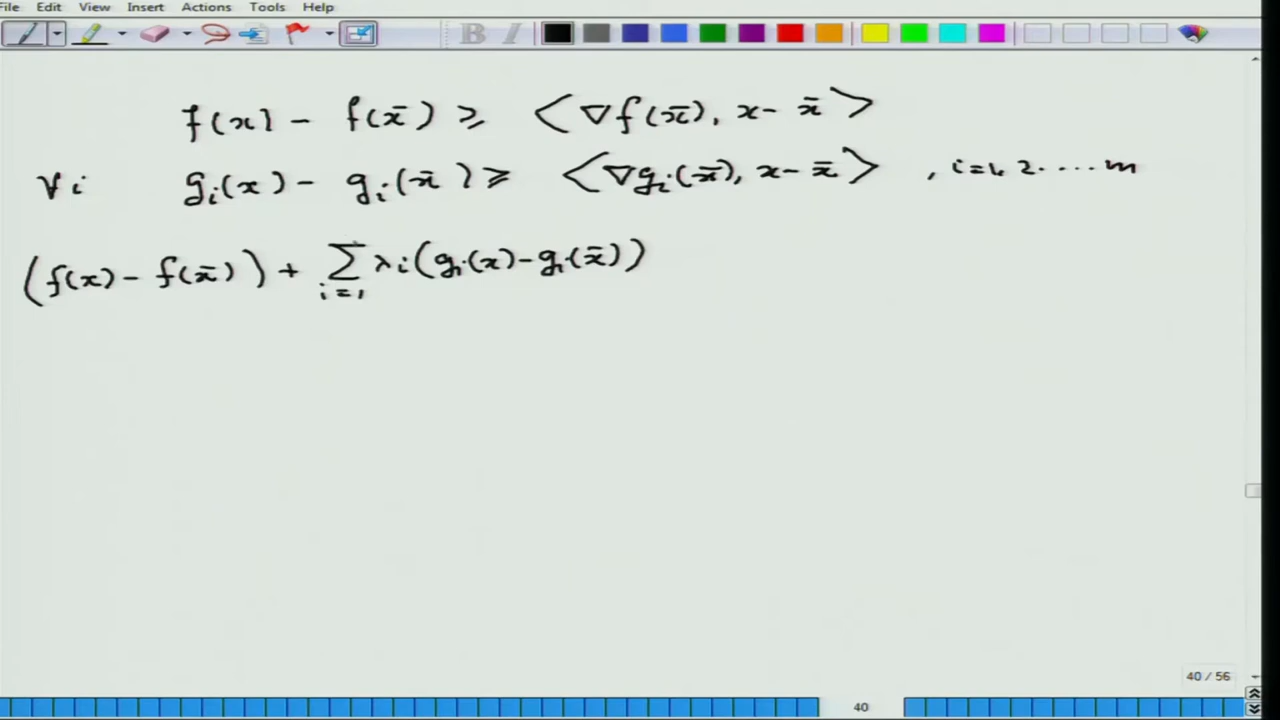 File Edit View Insert Actions Tools Help
B I
f(x) - f(x̄) ≥ ⟨∇f(x̄), x - x̄⟩
∀i g_i(x) - g_i(x̄) ≥ ⟨∇g_i(x̄), x - x̄⟩ , i=1, 2. ... m
(f(x) - f(x̄)) + ∑_{i=1} λ_i(g_i(x) - g_i(x̄))
40 / 56
40